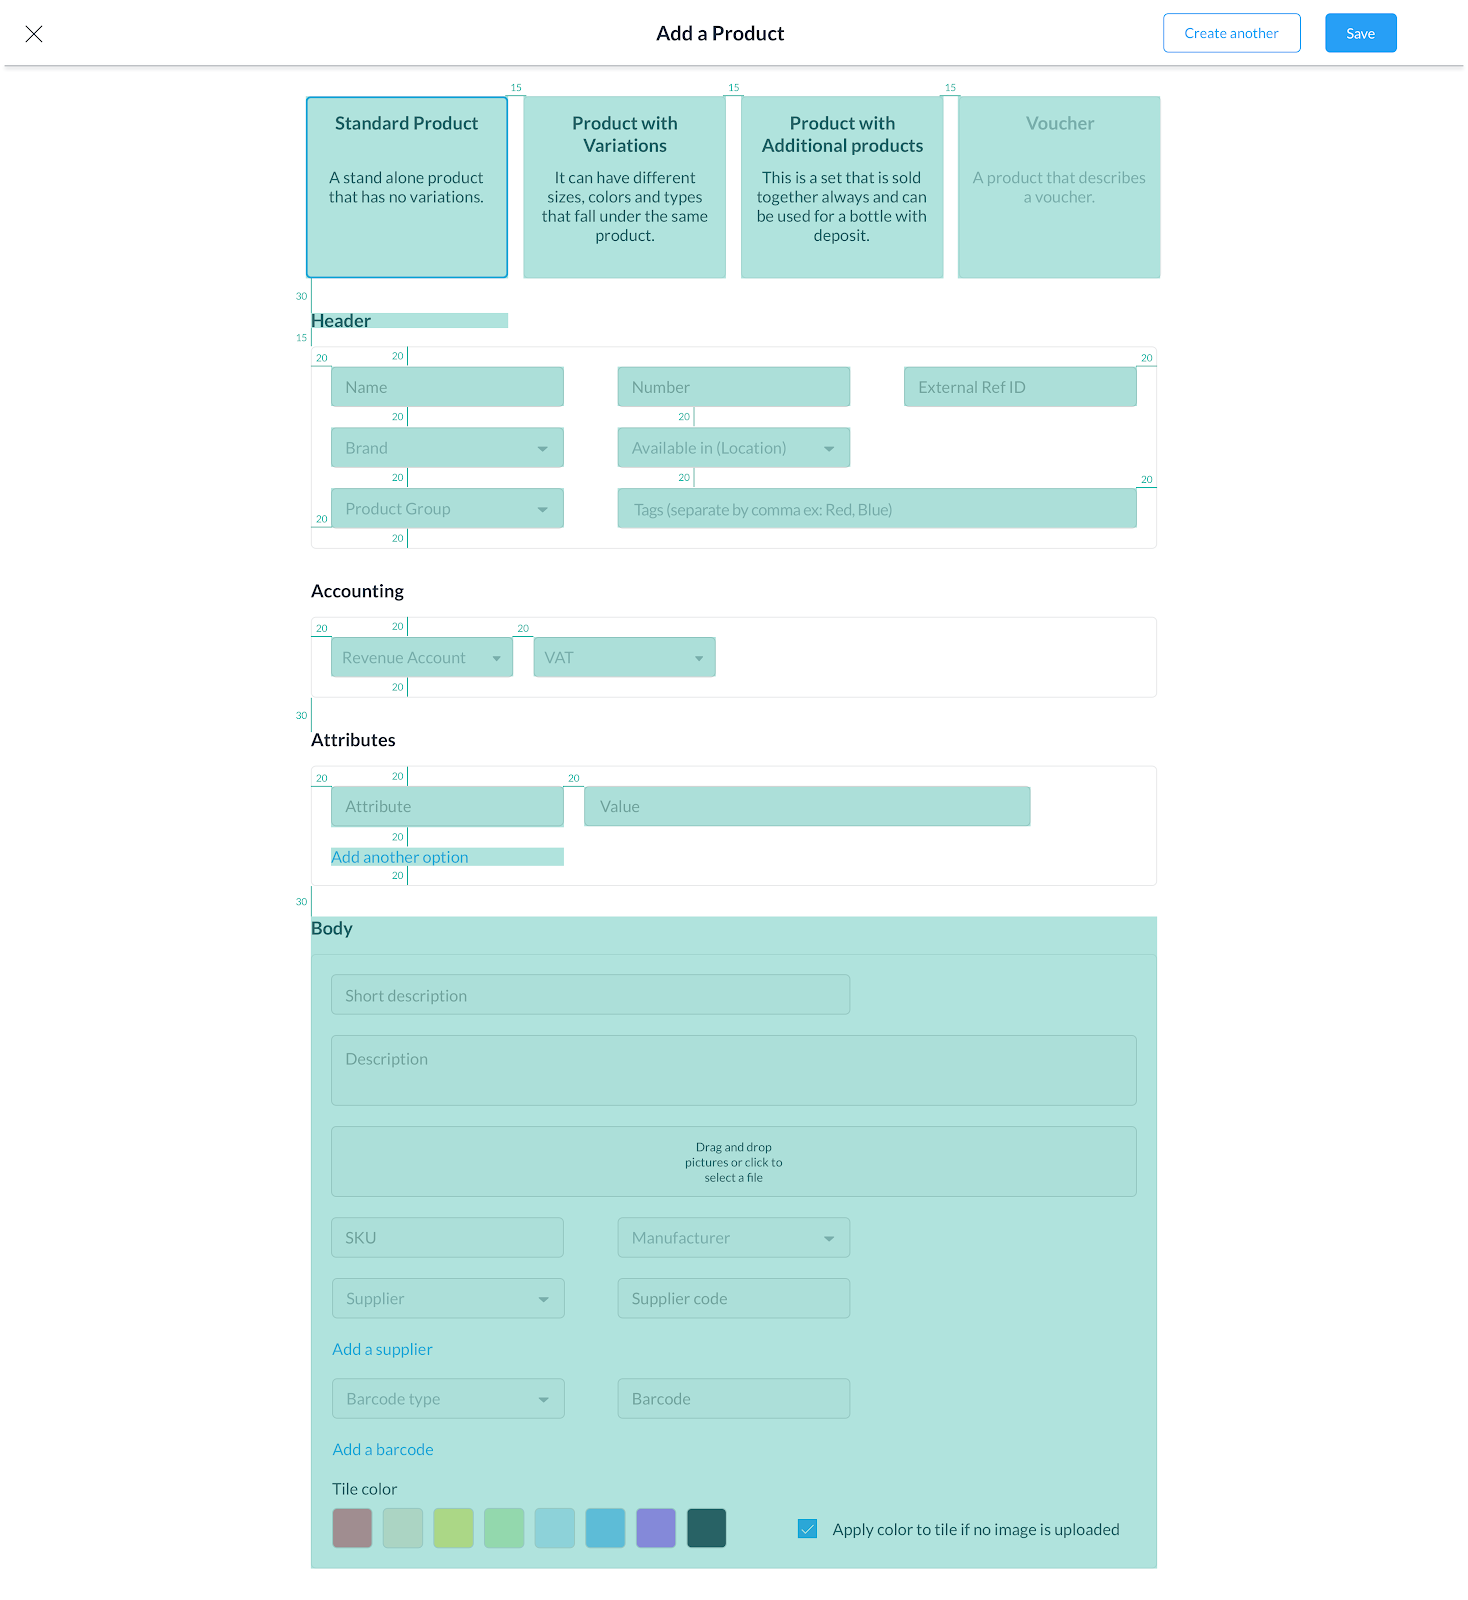 Add a Product
Create another
Save
15
15
15
Standard Product
A stand alone product
that has no variations.
Product with
Variations
It can have different
sizes, colors and types
that fall under the same
product.
Product with
Additional products
This is a set that is sold
together always and can
be used for a bottle with
deposit.
Voucher
A product that describes
a voucher.
30
Header
15
20
20
20
Name
Number
External Ref ID
20
20
Brand
Available in (Location)
20
20
20
Product Group
Tags (separate by comma ex: Red, Blue)
20
20
Accounting
20
20
20
Revenue Account
VAT
20
30
Attributes
20
20
20
Attribute
Value
20
Add another option
20
30
Body
Short description
Description
Drag and drop
pictures or click to
select a file
SKU
Manufacturer
Supplier
Supplier code
Add a supplier
Barcode type
Barcode
Add a barcode
Tile color
Apply color to tile if no image is uploaded